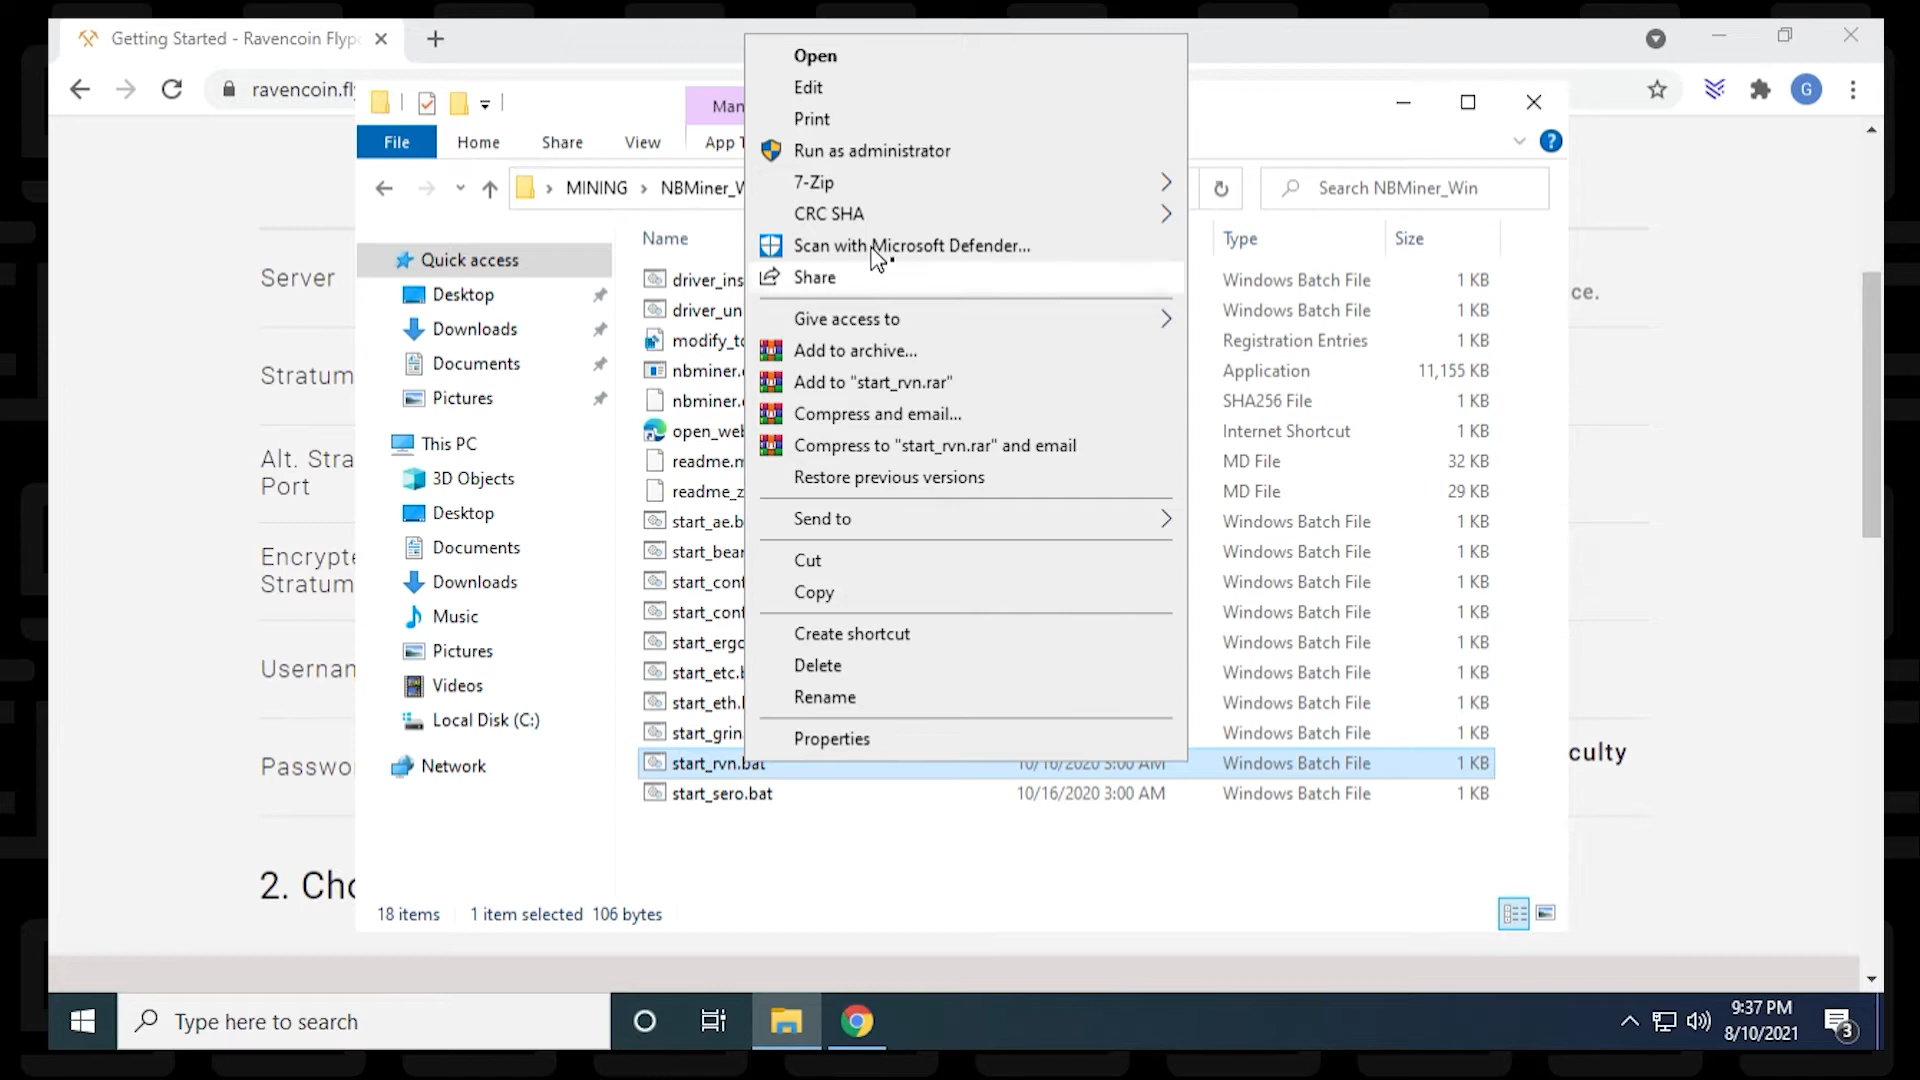 Getting Started - Ravencoin Flypo
ravencoin.fly
Server
Stratum
Alt. Stra
Port
Encrypte
Stratum
Usernam
Passwor
2. Cho
ce.
culty
Man
File
Home
Share
View
App T
MINING
NBMiner_W
Search NBMiner_Win
Quick access
Desktop
Downloads
Documents
Pictures
This PC
3D Objects
Desktop
Documents
Downloads
Music
Pictures
Videos
Local Disk (C:)
Network
Name
Type
Size
driver_ins
Windows Batch File
1 KB
driver_un
Windows Batch File
1 KB
modify_to
Registration Entries
1 KB
nbminer.
Application
11,155 KB
nbminer.
SHA256 File
1 KB
open_web
Internet Shortcut
1 KB
readme.m
MD File
32 KB
readme_z
MD File
29 KB
start_ae.b
Windows Batch File
1 KB
start_bear
Windows Batch File
1 KB
start_conf
Windows Batch File
1 KB
start_conf
Windows Batch File
1 KB
start_ergo
Windows Batch File
1 KB
start_etc.b
Windows Batch File
1 KB
start_eth.
Windows Batch File
1 KB
start_grin.
Windows Batch File
1 KB
start_rvn.bat
10/16/2020 3:00 AM
Windows Batch File
1 KB
start_sero.bat
10/16/2020 3:00 AM
Windows Batch File
1 KB
18 items
1 item selected 106 bytes
Open
Edit
Print
Run as administrator
7-Zip
CRC SHA
Scan with Microsoft Defender...
Share
Give access to
Add to archive...
Add to "start_rvn.rar"
Compress and email...
Compress to "start_rvn.rar" and email
Restore previous versions
Send to
Cut
Copy
Create shortcut
Delete
Rename
Properties
G
?
Type here to search
9:37 PM
8/10/2021
3